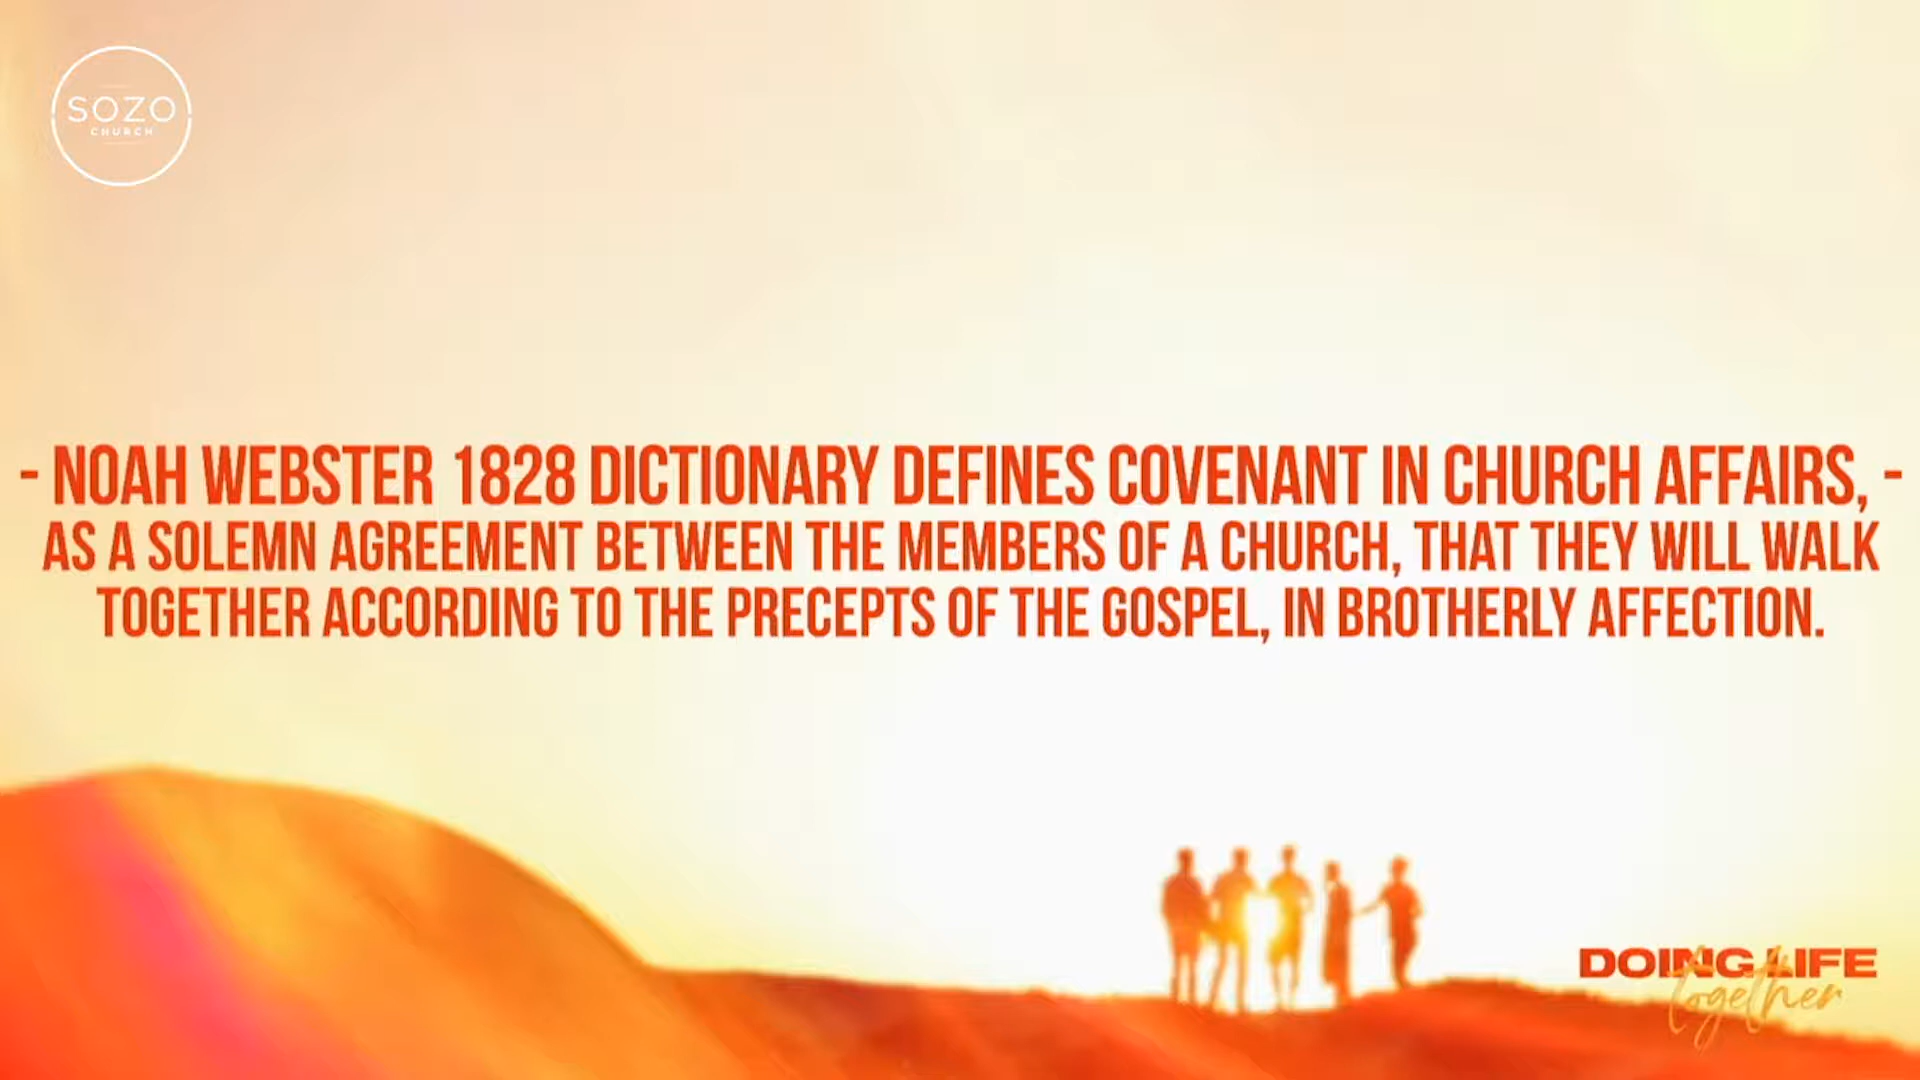 SOZO
CHURCH
- NOAH WEBSTER 1828 DICTIONARY DEFINES COVENANT IN CHURCH AFFAIRS, -
AS A SOLEMN AGREEMENT BETWEEN THE MEMBERS OF A CHURCH, THAT THEY WILL WALK
TOGETHER ACCORDING TO THE PRECEPTS OF THE GOSPEL, IN BROTHERLY AFFECTION.
DOING LIFE
together